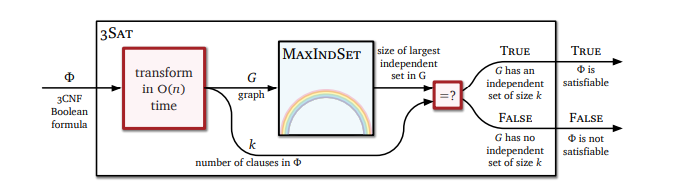 3SAT
Φ
3CNF
Boolean
formula
transform
in O(n)
time
G
graph
k
number of clauses in Φ
MAXINDSET
size of largest
independent
set in G
=?
TRUE
G has an
independent
set of size k
FALSE
G has no
independent
set of size k
TRUE
Φ is
satisfiable
FALSE
Φ is not
satisfiable